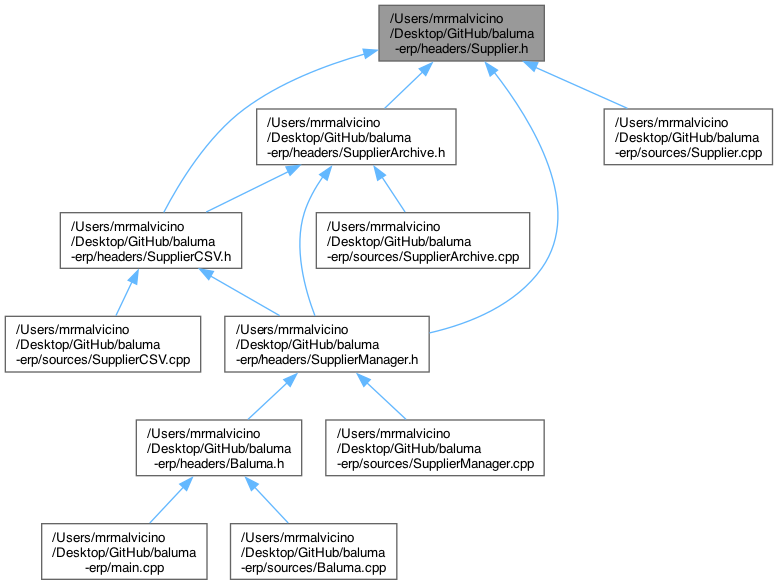 /Users/mrmalvicino
/Desktop/GitHub/baluma
-erp/headers/Supplier.h
/Users/mrmalvicino
/Desktop/GitHub/baluma
-erp/headers/SupplierArchive.h
/Users/mrmalvicino
/Desktop/GitHub/baluma
-erp/sources/Supplier.cpp
/Users/mrmalvicino
/Desktop/GitHub/baluma
-erp/headers/SupplierCSV.h
/Users/mrmalvicino
/Desktop/GitHub/baluma
-erp/sources/SupplierArchive.cpp
/Users/mrmalvicino
/Desktop/GitHub/baluma
-erp/sources/SupplierCSV.cpp
/Users/mrmalvicino
/Desktop/GitHub/baluma
-erp/headers/SupplierManager.h
/Users/mrmalvicino
/Desktop/GitHub/baluma
-erp/headers/Baluma.h
/Users/mrmalvicino
/Desktop/GitHub/baluma
-erp/sources/SupplierManager.cpp
/Users/mrmalvicino
/Desktop/GitHub/baluma
-erp/main.cpp
/Users/mrmalvicino
/Desktop/GitHub/baluma
-erp/sources/Baluma.cpp